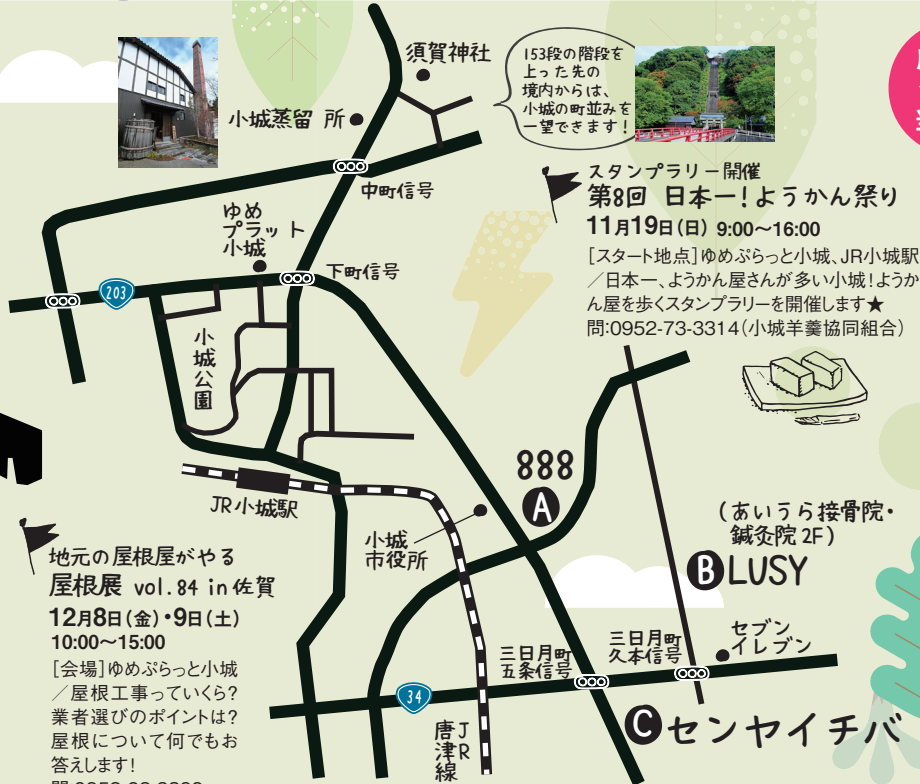 須賀神社
153段の階段を
上った先の
境内からは、
小城の町並みを
一望できます!
小城蒸留 所
中町信号
スタンプラリー開催
第8回 日本一!ようかん祭り
11月19日(日) 9:00〜16:00
[スタート地点]ゆめぷらっと小城、JR小城駅
/日本一、ようかん屋さんが多い小城!ようか
ん屋を歩くスタンプラリーを開催します★
問:0952-73-3314(小城羊羹協同組合)
ゆめ
プラット
小城
下町信号
203
小城公園
888
A
JR小城駅
小城
市役所
(あいうら接骨院・
鍼灸院2F)
B LUSY
地元の屋根屋がやる
屋根展 vol.84 in佐賀
12月8日(金)・9日(土)
10:00〜15:00
[会場]ゆめぷらっと小城
/屋根工事っていくら?
業者選びのポイントは?
屋根について何でもお
答えします!
三日月町
五条信号
三日月町
久本信号
セブン
イレブン
34
C センヤイチバ
JR
唐津線